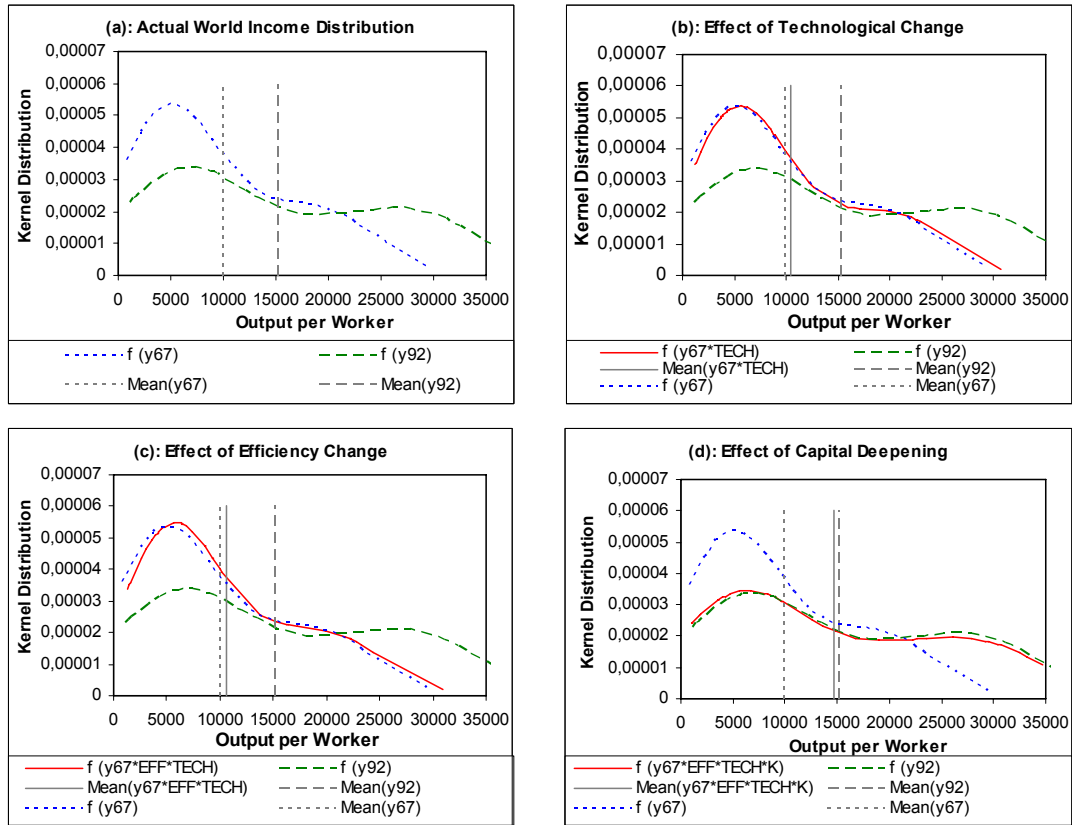 (a): Actual World Income Distribution
0,00007
0,00006
0,00005
0,00004
0,00003
0,00002
0,00001
0
Kernel Distribution
0 5000 10000 15000 20000 25000 30000 35000
Output per Worker
f (y67) f (y92)
Mean(y67) Mean(y92)
(b): Effect of Technological Change
0,00007
0,00006
0,00005
0,00004
0,00003
0,00002
0,00001
0
Kernel Distribution
0 5000 10000 15000 20000 25000 30000 35000
Output per Worker
f (y67*TECH) f (y92)
Mean(y67*TECH) Mean(y92)
f (y67) Mean(y67)
(c): Effect of Efficiency Change
0,00007
0,00006
0,00005
0,00004
0,00003
0,00002
0,00001
0
Kernel Distribution
0 5000 10000 15000 20000 25000 30000 35000
Output per Worker
f (y67*EFF*TECH) f (y92)
Mean(y67*EFF*TECH) Mean(y92)
f (y67) Mean(y67)
(d): Effect of Capital Deepening
0,00007
0,00006
0,00005
0,00004
0,00003
0,00002
0,00001
0
Kernel Distribution
0 5000 10000 15000 20000 25000 30000 35000
Output per Worker
f (y67*EFF*TECH*K) f (y92)
Mean(y67*EFF*TECH*K) Mean(y92)
f (y67) Mean(y67)